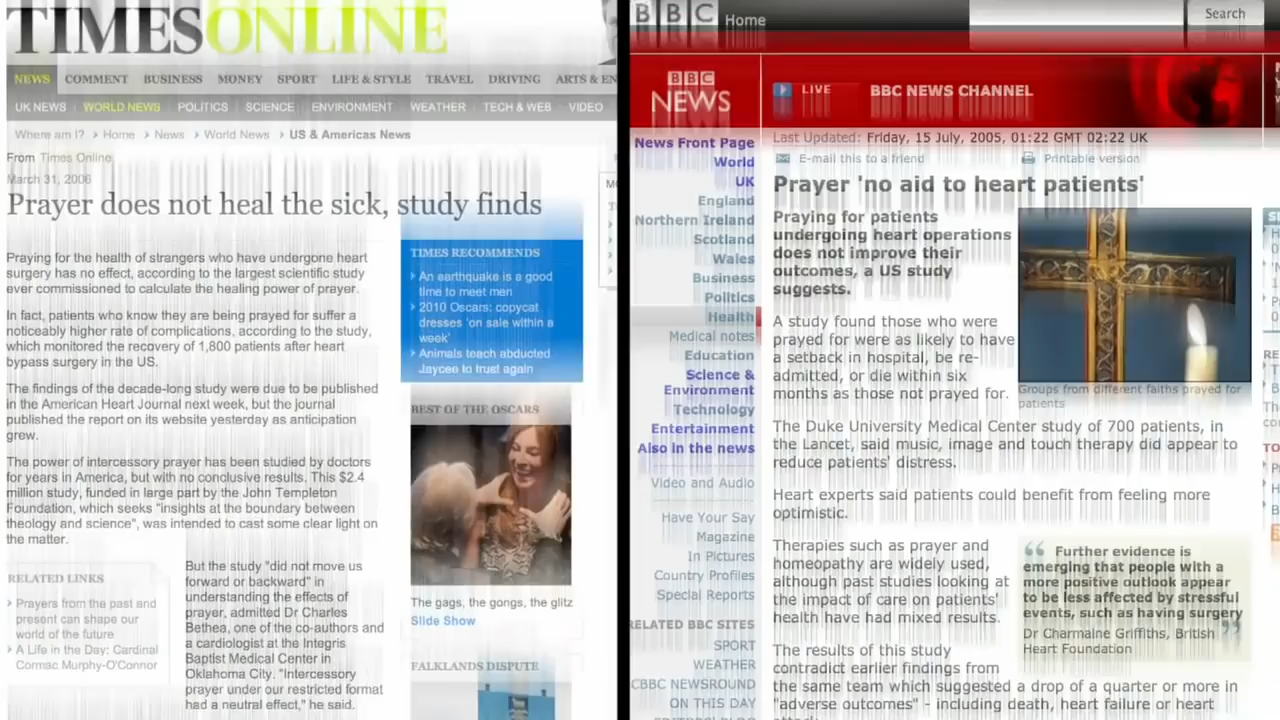 TIMESONLINE
NEWS COMMENT BUSINESS MONEY SPORT LIFE & STYLE TRAVEL DRIVING ARTS & EN
UK NEWS WORLD NEWS POLITICS SCIENCE ENVIRONMENT WEATHER TECH & WEB VIDEO
Where am I? Home News World News US & Americas News
From Times Online
March 31, 2006
Prayer does not heal the sick, study finds
Praying for the health of strangers who have undergone heart
surgery has no effect, according to the largest scientific study
ever commissioned to calculate the healing power of prayer.
In fact, patients who know they are being prayed for suffer a
noticeably higher rate of complications, according to the study,
which monitored the recovery of 1,800 patients after heart
bypass surgery in the US.
The findings of the decade-long study were due to be published
in the American Heart Journal next week, but the journal
published the report on its website yesterday as anticipation
grew.
The power of intercessory prayer has been studied by doctors
for years in America, but with no conclusive results. This $2.4
million study, funded in large part by the John Templeton
Foundation, which seeks "insights at the boundary between
theology and science", was intended to cast some clear light on
the matter.
RELATED LINKS
Prayers from the past and
present can shape our
world of the future
A Life in the Day: Cardinal
Cormac Murphy-O'Connor
But the study "did not move us
forward or backward" in
understanding the effects of
prayer, admitted Dr Charles
Bethea, one of the co-authors and
a cardiologist at the Integris
Baptist Medical Center in
Oklahoma City. "Intercessory
prayer under our restricted format
had a neutral effect," he said.
TIMES RECOMMENDS
An earthquake is a good
time to meet men
2010 Oscars: copycat
dresses 'on sale within a
week'
Animals teach abducted
Jaycee to trust again
BEST OF THE OSCARS
The gags, the gongs, the glitz
Slide Show
FALKLANDS DISPUTE
BBC Home
Search
BBC
NEWS
LIVE BBC NEWS CHANNEL
News Front Page
World
UK
England
Northern Ireland
Scotland
Wales
Business
Politics
Health
Medical notes
Education
Science &
Environment
Technology
Entertainment
Also in the news
Video and Audio
Have Your Say
Magazine
In Pictures
Country Profiles
Special Reports
RELATED BBC SITES
SPORT
WEATHER
CBBC NEWSROUND
ON THIS DAY
Last Updated: Friday, 15 July, 2005, 01:22 GMT 02:22 UK
E-mail this to a friend Printable version
Prayer 'no aid to heart patients'
Praying for patients
undergoing heart operations
does not improve their
outcomes, a US study
suggests.
A study found those who were
prayed for were as likely to have
a setback in hospital, be re-
admitted, or die within six
months as those not prayed for.
Groups from different faiths prayed for
patients
The Duke University Medical Center study of 700 patients, in
the Lancet, said music, image and touch therapy did appear to
reduce patients' distress.
Heart experts said patients could benefit from feeling more
optimistic.
Therapies such as prayer and
homeopathy are widely used,
although past studies looking at
the impact of care on patients'
health have had mixed results.
“ Further evidence is
emerging that people with a
more positive outlook appear
to be less affected by stressful
events, such as having surgery ”
Dr Charmaine Griffiths, British
Heart Foundation
The results of this study
contradict earlier findings from
the same team which suggested a drop of a quarter or more in
"adverse outcomes" - including death, heart failure or heart